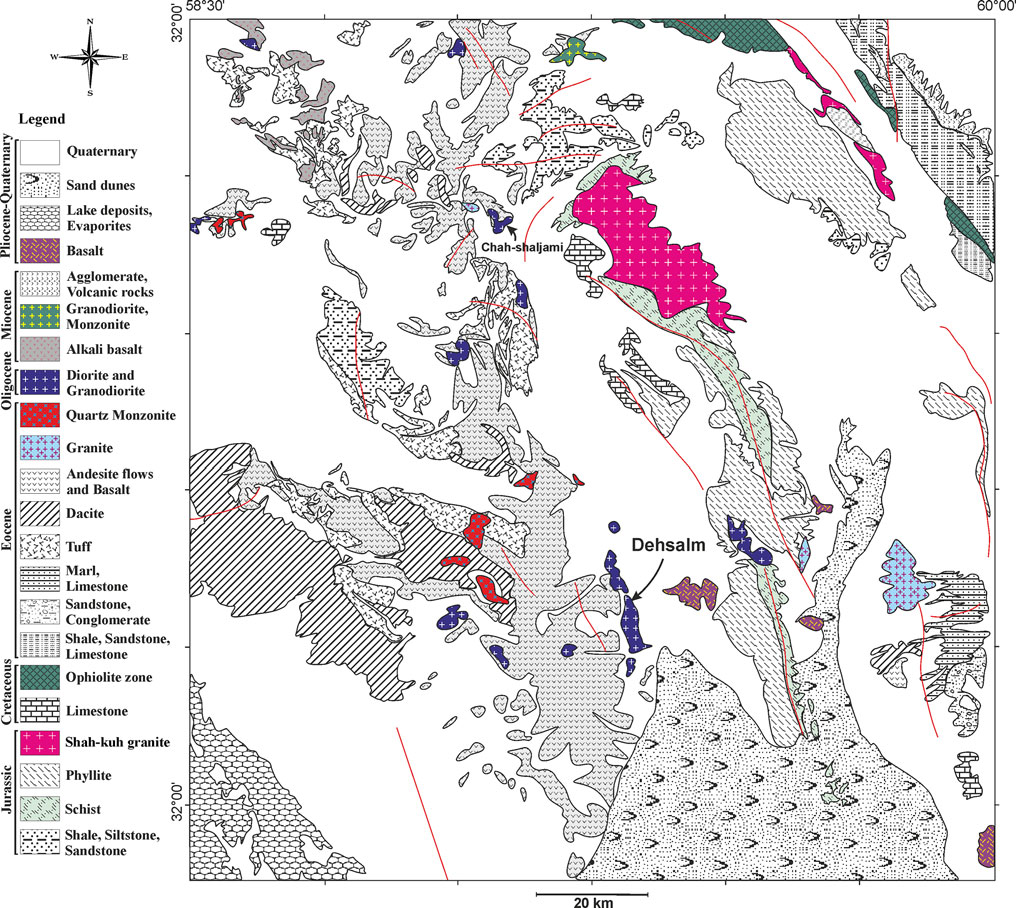 58°30'
60°00'
32°00'
N
W
E
S
Legend
Pliocene-Quaternary
Quaternary
Sand dunes
Lake deposits,
Evaporites
Basalt
Miocene
Agglomerate,
Volcanic rocks
Granodiorite,
Monzonite
Alkali basalt
Oligocene
Diorite and
Granodiorite
Eocene
Quartz Monzonite
Granite
Andesite flows
and Basalt
Dacite
Tuff
Marl,
Limestone
Sandstone,
Conglomerate
Shale, Sandstone,
Limestone
Cretaceous
Ophiolite zone
Limestone
Jurassic
Shah-kuh granite
Phyllite
Schist
Shale, Siltstone,
Sandstone
Chah-shaljami
Dehsalm
32°00'
20 km